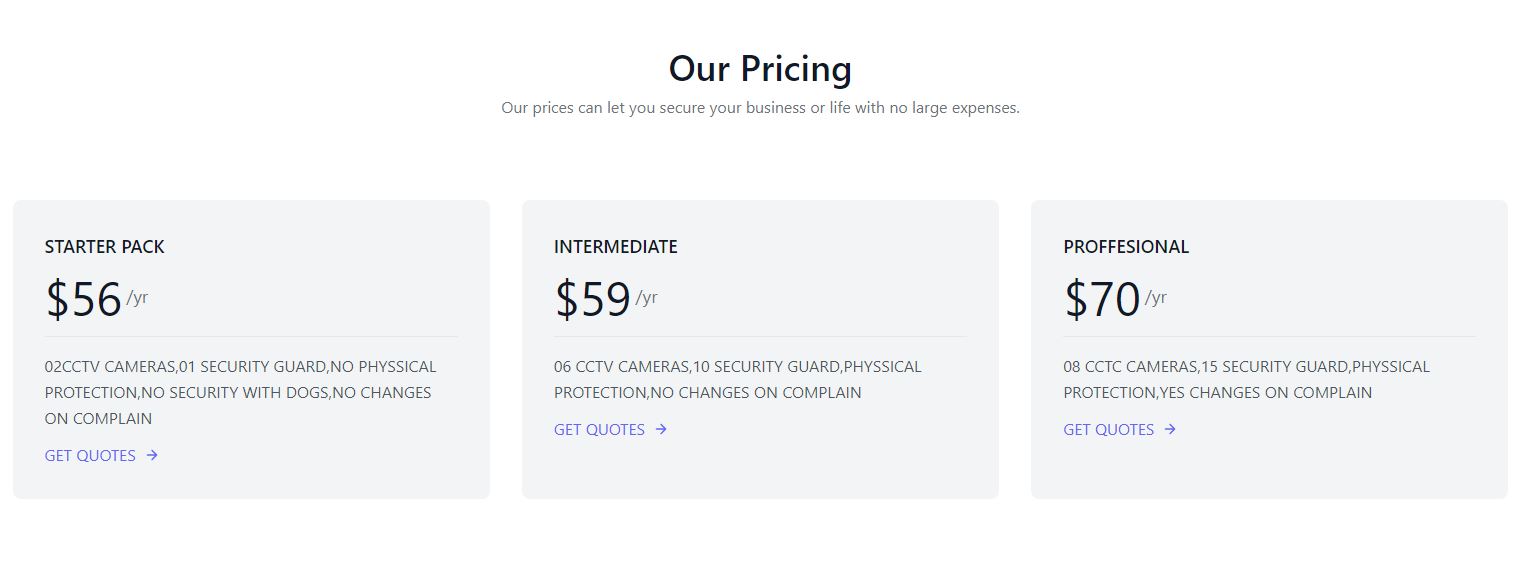 Our Pricing
Our prices can let you secure your business or life with no large expenses.
STARTER PACK
$56 /yr
02CCTV CAMERAS,01 SECURITY GUARD,NO PHYSSICAL
PROTECTION,NO SECURITY WITH DOGS,NO CHANGES
ON COMPLAIN
GET QUOTES →
INTERMEDIATE
$59 /yr
06 CCTV CAMERAS,10 SECURITY GUARD,PHYSSICAL
PROTECTION,NO CHANGES ON COMPLAIN
GET QUOTES →
PROFFESIONAL
$70 /yr
08 CCTC CAMERAS,15 SECURITY GUARD,PHYSSICAL
PROTECTION,YES CHANGES ON COMPLAIN
GET QUOTES →